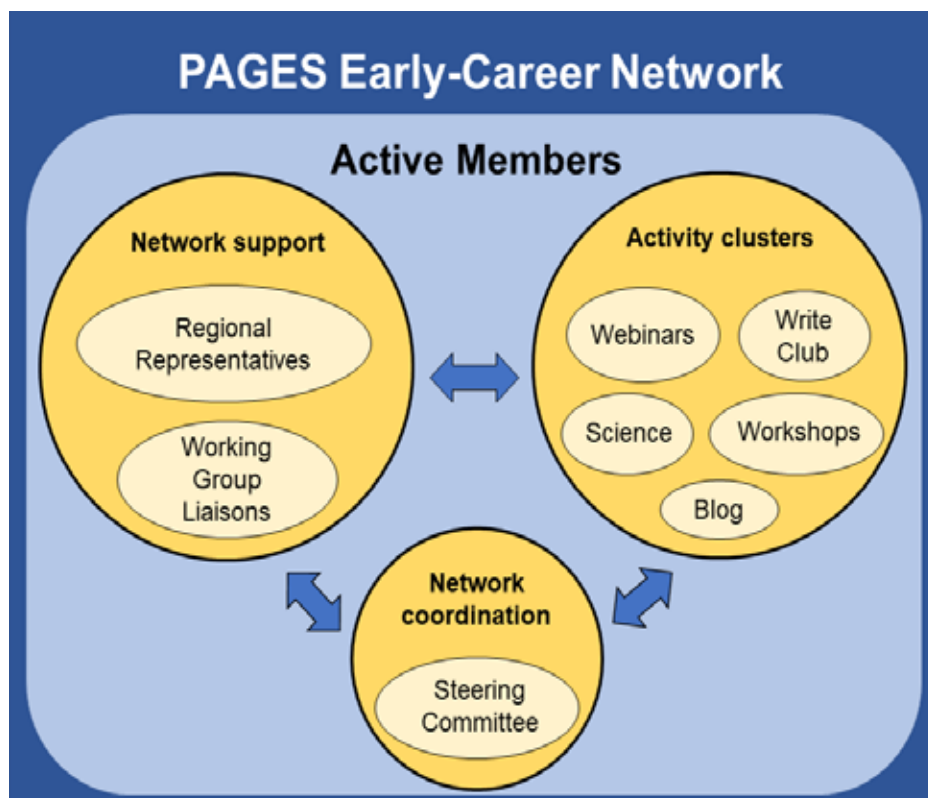 PAGES Early-Career Network
Active Members
Network support
Regional
Representatives
Working
Group
Liaisons
Activity clusters
Webinars
Write
Club
Science
Workshops
Blog
Network
coordination
Steering
Committee